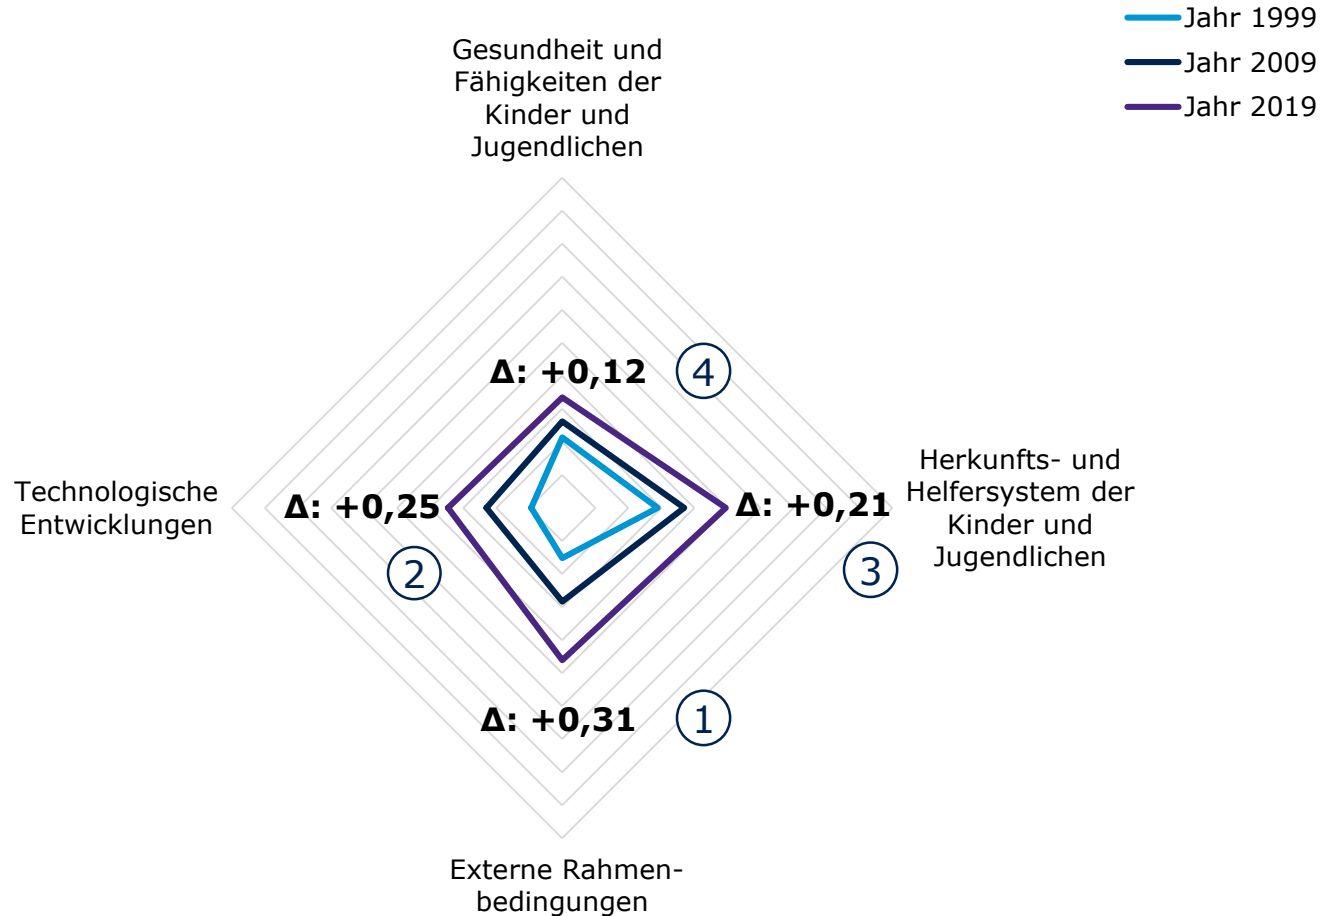 Jahr 1999
Jahr 2009
Jahr 2019
Gesundheit und
Fähigkeiten der
Kinder und
Jugendlichen
Δ: +0,12
4
Technologische
Entwicklungen
Δ: +0,25
2
Δ: +0,21
3
Herkunfts- und
Helfersystem der
Kinder und
Jugendlichen
Δ: +0,31
1
Externe Rahmen-
bedingungen